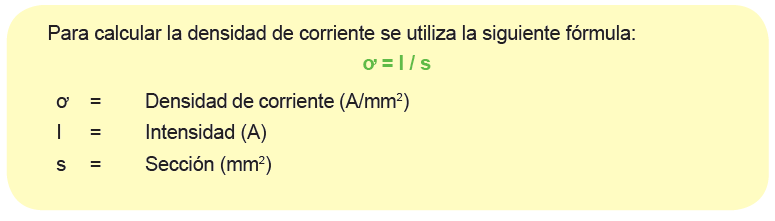 Para calcular la densidad de corriente se utiliza la siguiente fórmula:
ơ = I / s
ơ = Densidad de corriente (A/mm²)
I = Intensidad (A)
s = Sección (mm²)